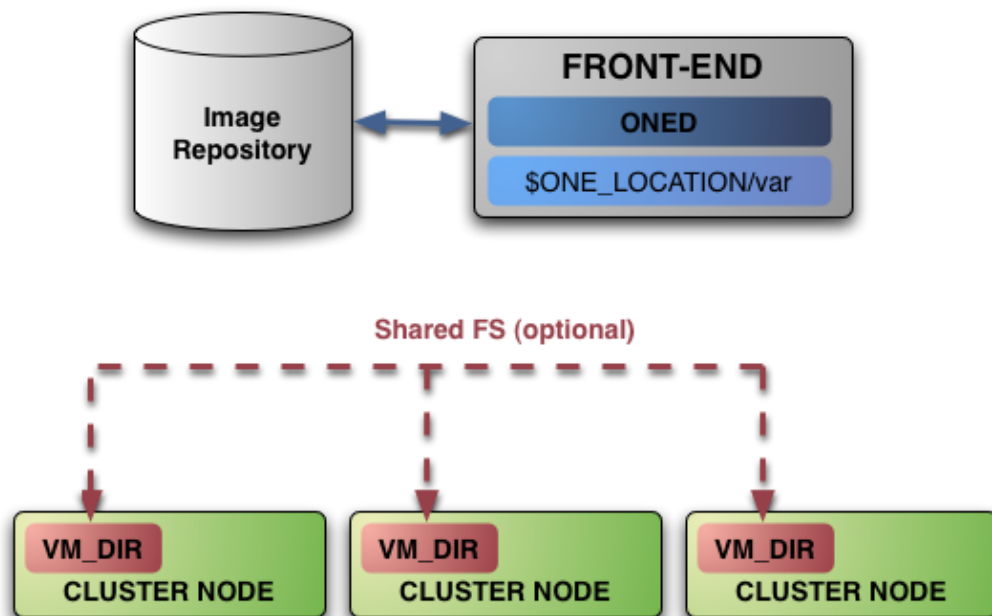 Image
Repository
FRONT-END
ONED
$ONE_LOCATION/var
Shared FS (optional)
VM_DIR
CLUSTER NODE
VM_DIR
CLUSTER NODE
VM_DIR
CLUSTER NODE